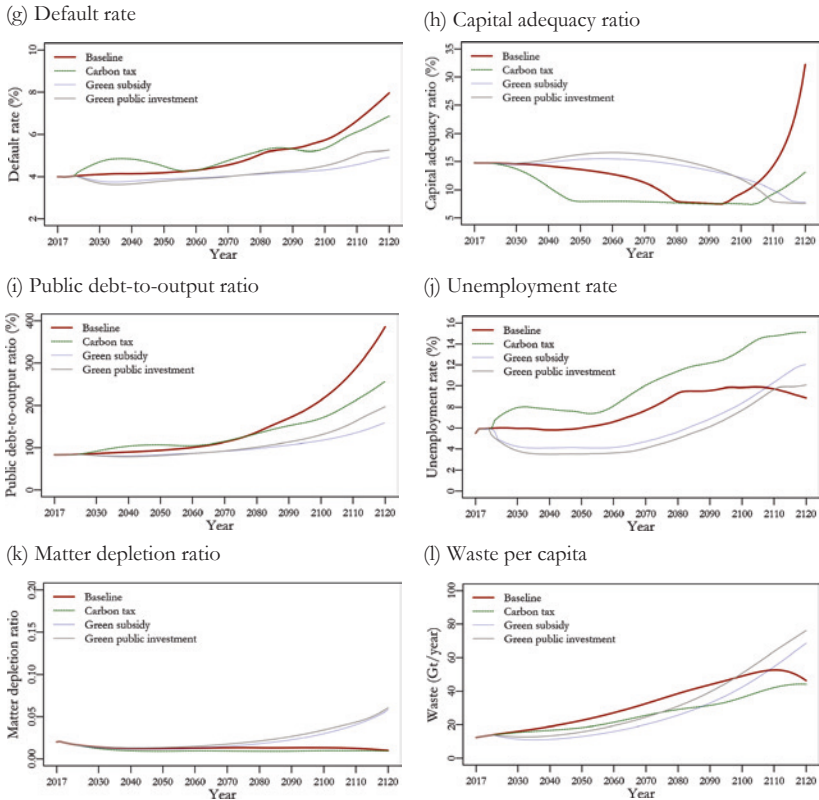 (g) Default rate
Default rate (%)
2 4 6 8 10
Baseline
Carbon tax
Green subsidy
Green public investment
2017 2030 2040 2050 2060 2070 2080 2090 2100 2110 2120
Year
(h) Capital adequacy ratio
Capital adequacy ratio (%)
5 10 15 20 25 30 35
Baseline
Carbon tax
Green subsidy
Green public investment
2017 2030 2040 2050 2060 2070 2080 2090 2100 2110 2120
Year
(i) Public debt-to-output ratio
Public debt-to-output ratio (%)
0 100 200 300 400
Baseline
Carbon tax
Green subsidy
Green public investment
2017 2030 2040 2050 2060 2070 2080 2090 2100 2110 2120
Year
(j) Unemployment rate
Unemployment rate (%)
0 2 4 6 8 10 12 14 16
Baseline
Carbon tax
Green subsidy
Green public investment
2017 2030 2040 2050 2060 2070 2080 2090 2100 2110 2120
Year
(k) Matter depletion ratio
Matter depletion ratio
0.00 0.05 0.10 0.15 0.20
Baseline
Carbon tax
Green subsidy
Green public investment
2017 2030 2040 2050 2060 2070 2080 2090 2100 2110 2120
Year
(l) Waste per capita
Waste (Gt/year)
0 20 40 60 80 100
Baseline
Carbon tax
Green subsidy
Green public investment
2017 2030 2040 2050 2060 2070 2080 2090 2100 2110 2120
Year